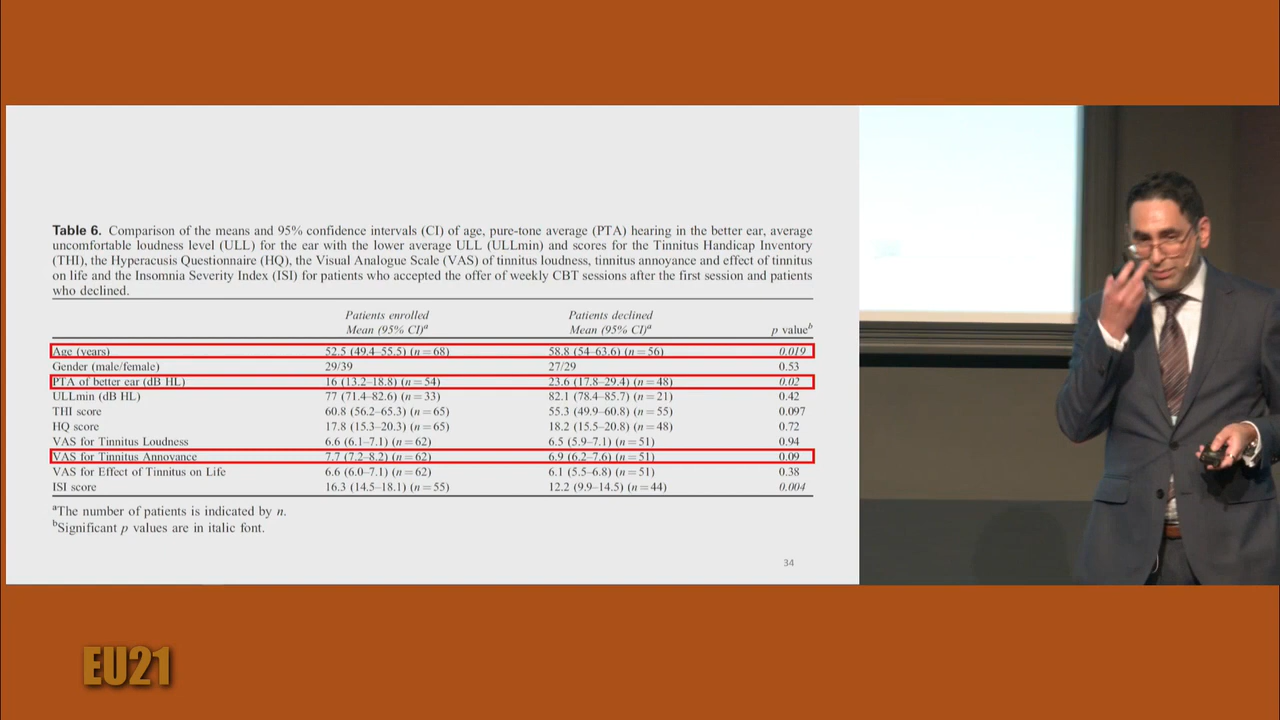 Table 6. Comparison of the means and 95% confidence intervals (CI) of age, pure-tone average (PTA) hearing in the better ear, average
uncomfortable loudness level (ULL) for the ear with the lower average ULL (ULLmin) and scores for the Tinnitus Handicap Inventory
(THI), the Hyperacusis Questionnaire (HQ), the Visual Analogue Scale (VAS) of tinnitus loudness, tinnitus annoyance and effect of tinnitus
on life and the Insomnia Severity Index (ISI) for patients who accepted the offer of weekly CBT sessions after the first session and patients
who declined.
Patients enrolled Patients declined
Mean (95% CI)ᵃ Mean (95% CI)ᵃ p valueᵇ
Age (years) 52.5 (49.4–55.5) (n=68) 58.8 (54–63.6) (n=56) 0.019
Gender (male/female) 29/39 27/29 0.53
PTA of better ear (dB HL) 16 (13.2–18.8) (n=54) 23.6 (17.8–29.4) (n=48) 0.02
ULLmin (dB HL) 77 (71.4–82.6) (n=33) 82.1 (78.4–85.7) (n=21) 0.42
THI score 60.8 (56.2–65.3) (n=65) 55.3 (49.9–60.8) (n=55) 0.097
HQ score 17.8 (15.3–20.3) (n=65) 18.2 (15.5–20.8) (n=48) 0.72
VAS for Tinnitus Loudness 6.6 (6.1–7.1) (n=62) 6.5 (5.9–7.1) (n=51) 0.94
VAS for Tinnitus Annoyance 7.7 (7.2–8.2) (n=62) 6.9 (6.2–7.6) (n=51) 0.09
VAS for Effect of Tinnitus on Life 6.6 (6.0–7.1) (n=62) 6.1 (5.5–6.8) (n=51) 0.38
ISI score 16.3 (14.5–18.1) (n=55) 12.2 (9.9–14.5) (n=44) 0.004
ᵃThe number of patients is indicated by n.
ᵇSignificant p values are in italic font.
34
EU21